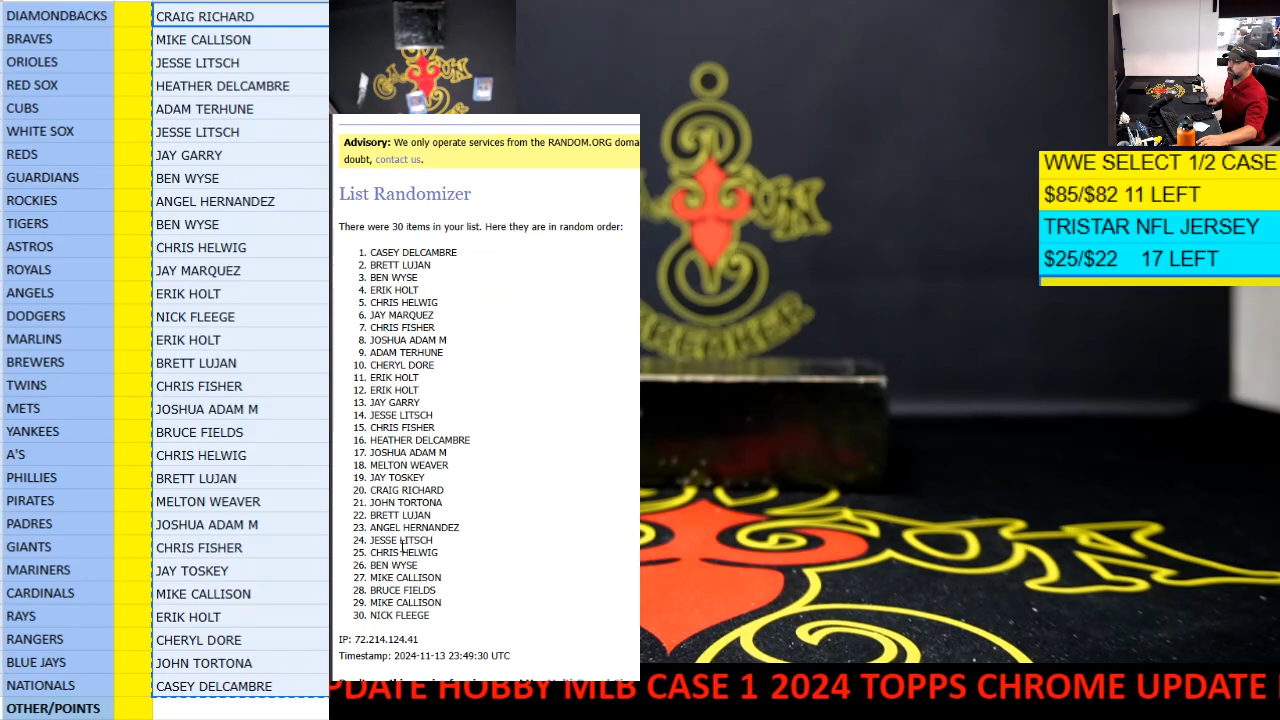 DIAMONDBACKS CRAIG RICHARD
BRAVES MIKE CALLISON
ORIOLES JESSE LITSCH
RED SOX HEATHER DELCAMBRE
CUBS ADAM TERHUNE
WHITE SOX JESSE LITSCH
REDS JAY GARRY
GUARDIANS BEN WYSE
ROCKIES ANGEL HERNANDEZ
TIGERS BEN WYSE
ASTROS CHRIS HELWIG
ROYALS JAY MARQUEZ
ANGELS ERIK HOLT
DODGERS NICK FLEEGE
MARLINS ERIK HOLT
BREWERS BRETT LUJAN
TWINS CHRIS FISHER
METS JOSHUA ADAM M
YANKEES BRUCE FIELDS
A'S CHRIS HELWIG
PHILLIES BRETT LUJAN
PIRATES MELTON WEAVER
PADRES JOSHUA ADAM M
GIANTS CHRIS FISHER
MARINERS JAY TOSKEY
CARDINALS MIKE CALLISON
RAYS ERIK HOLT
RANGERS CHERYL DORE
BLUE JAYS JOHN TORTONA
NATIONALS CASEY DELCAMBRE
OTHER/POINTS
Advisory: We only operate services from the RANDOM.ORG doma
doubt, contact us.
List Randomizer
There were 30 items in your list. Here they are in random order:
1. CASEY DELCAMBRE
2. BRETT LUJAN
3. BEN WYSE
4. ERIK HOLT
5. CHRIS HELWIG
6. JAY MARQUEZ
7. CHRIS FISHER
8. JOSHUA ADAM M
9. ADAM TERHUNE
10. CHERYL DORE
11. ERIK HOLT
12. ERIK HOLT
13. JAY GARRY
14. JESSE LITSCH
15. CHRIS FISHER
16. HEATHER DELCAMBRE
17. JOSHUA ADAM M
18. MELTON WEAVER
19. JAY TOSKEY
20. CRAIG RICHARD
21. JOHN TORTONA
22. BRETT LUJAN
23. ANGEL HERNANDEZ
24. JESSE LITSCH
25. CHRIS HELWIG
26. BEN WYSE
27. MIKE CALLISON
28. BRUCE FIELDS
29. MIKE CALLISON
30. NICK FLEEGE
IP: 72.214.124.41
Timestamp: 2024-11-13 23:49:30 UTC
WWE SELECT 1/2 CASE
$85/$82 11 LEFT
TRISTAR NFL JERSEY
$25/$22 17 LEFT
PDATE HOBBY MLB CASE 1 2024 TOPPS CHROME UPDATE